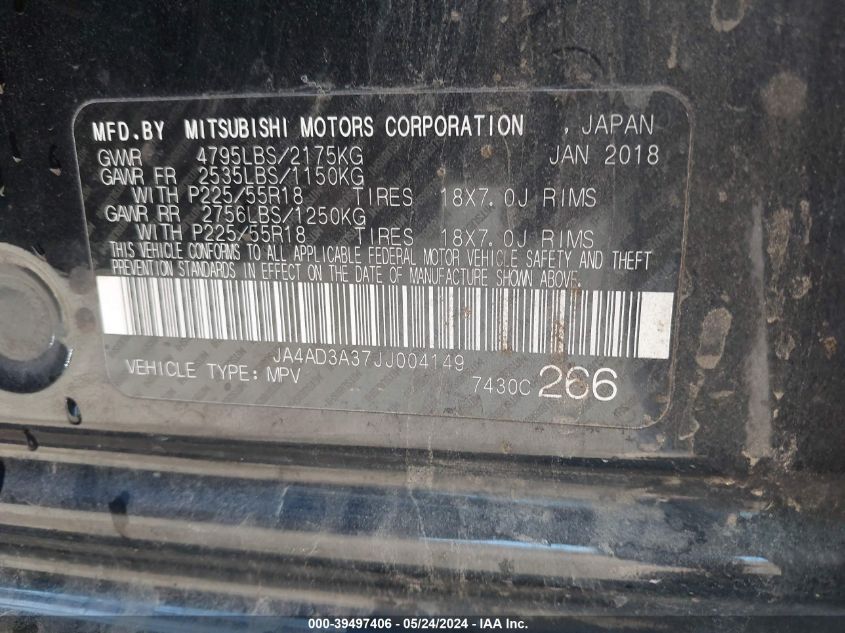 MFD.BY MITSUBISHI MOTORS CORPORATION , JAPAN
GVWR 4795LBS/2175KG JAN 2018
GAWR FR 2535LBS/1150KG
WITH P225/55R18 TIRES 18X7.0J RIMS
GAWR RR 2756LBS/1250KG
WITH P225/55R18 TIRES 18X7.0J RIMS
THIS VEHICLE CONFORMS TO ALL APPLICABLE FEDERAL MOTOR VEHICLE SAFETY AND THEFT
PREVENTION STANDARDS IN EFFECT ON THE DATE OF MANUFACTURE SHOWN ABOVE.
JA4AD3A37JJ004149
VEHICLE TYPE: MPV 7430C 266
000-39497406 - 05/24/2024 - IAAI Inc.